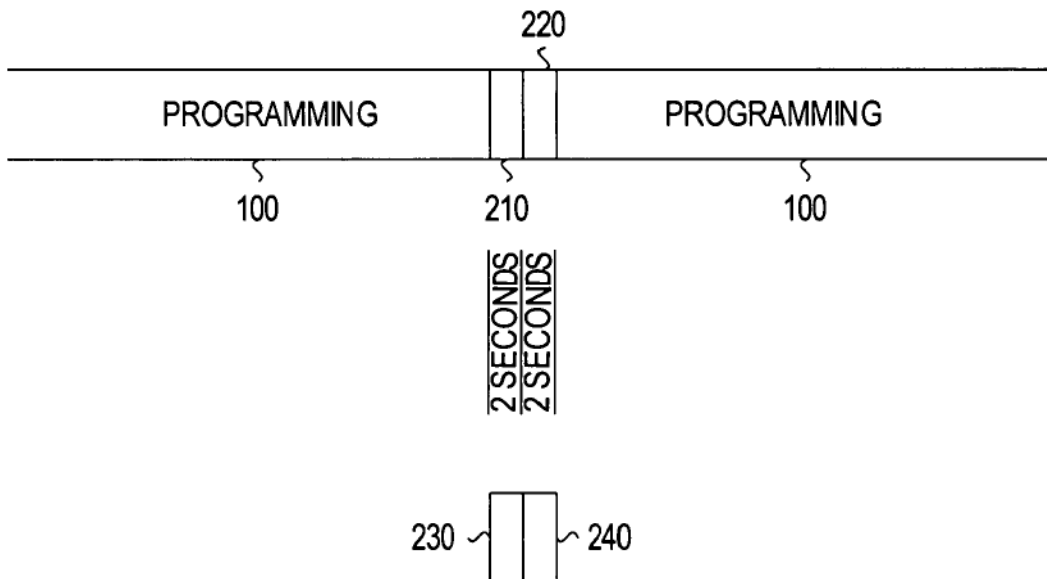 220
PROGRAMMING PROGRAMMING
100 210 100
2 SECONDS
2 SECONDS
230 240